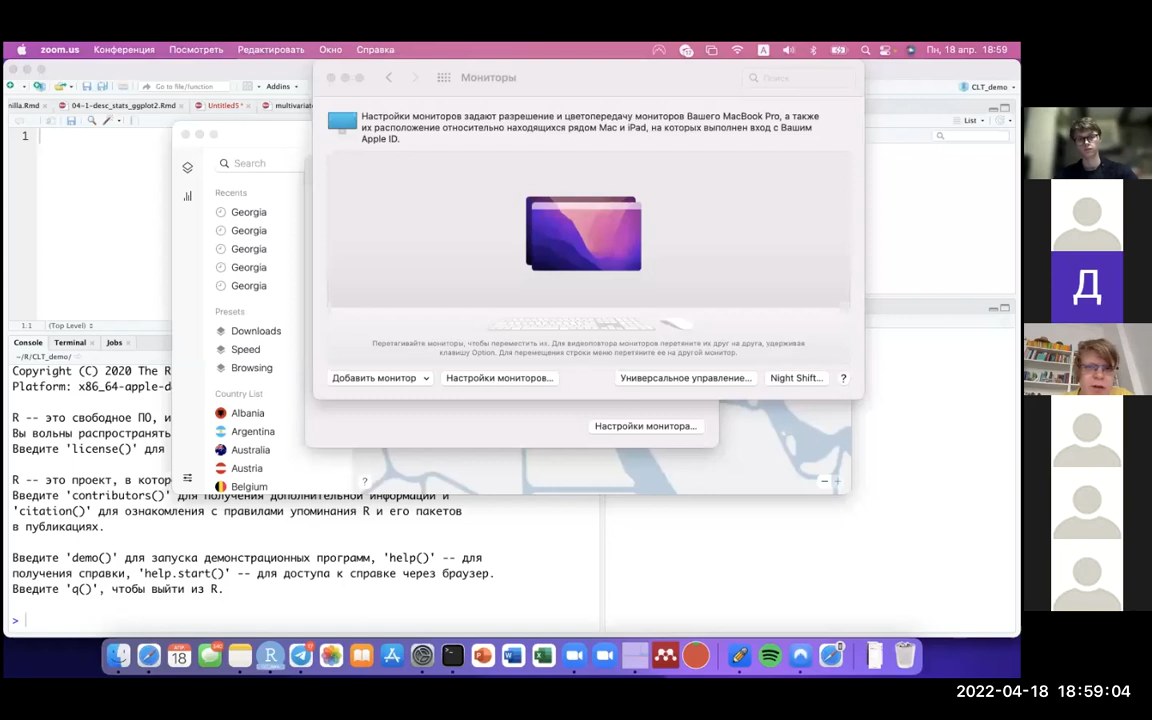 zoom.us Конференция Посмотреть Редактировать Окно Справка
A
Пн, 18 апр. 18:59
Go to file/function
Addins
CLT_demo
nilla.Rmd 04-1-desc_stats_ggplot2.Rmd Untitled5* multivariate
List
1
1:1 (Top Level)
Console Terminal Jobs
~/R/CLT_demo/
Copyright (C) 2020 The R
Platform: x86_64-apple-d
R -- это свободное ПО, и
Вы вольны распространять
Введите 'license()' для
R -- это проект, в котор
Введите 'contributors()' для получения дополнительной информации и
'citation()' для ознакомления с правилами упоминания R и его пакетов
в публикациях.
Введите 'demo()' для запуска демонстрационных программ, 'help()' -- для
получения справки, 'help.start()' -- для доступа к справке через браузер.
Введите 'q()', чтобы выйти из R.
>
Search
Recents
Georgia
Georgia
Georgia
Georgia
Georgia
Presets
Downloads
Speed
Browsing
Country List
Albania
Argentina
Australia
Austria
Belgium
?
Мониторы
Поиск
Настройки мониторов задают разрешение и цветопередачу мониторов Вашего MacBook Pro, а также
их расположение относительно находящихся рядом Mac и iPad, на которых выполнен вход с Вашим
Apple ID.
Перетягивайте мониторы, чтобы переместить их. Для видеоповтора мониторов перетяните их друг на друга, удерживая
клавишу Option. Для перемещения строки меню перетяните ее на другой монитор.
Добавить монитор Настройки мониторов... Универсальное управление... Night Shift... ?
Настройки монитора...
Д
АПР.
18
R
2022-04-18 18:59:04